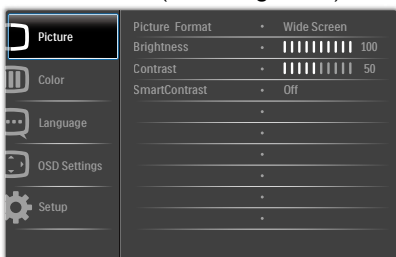 Picture
Color
Language
OSD Settings
Setup
Picture Format • Wide Screen
Brightness • 100
Contrast • 50
SmartContrast • Off
•
•
•
•
•
•